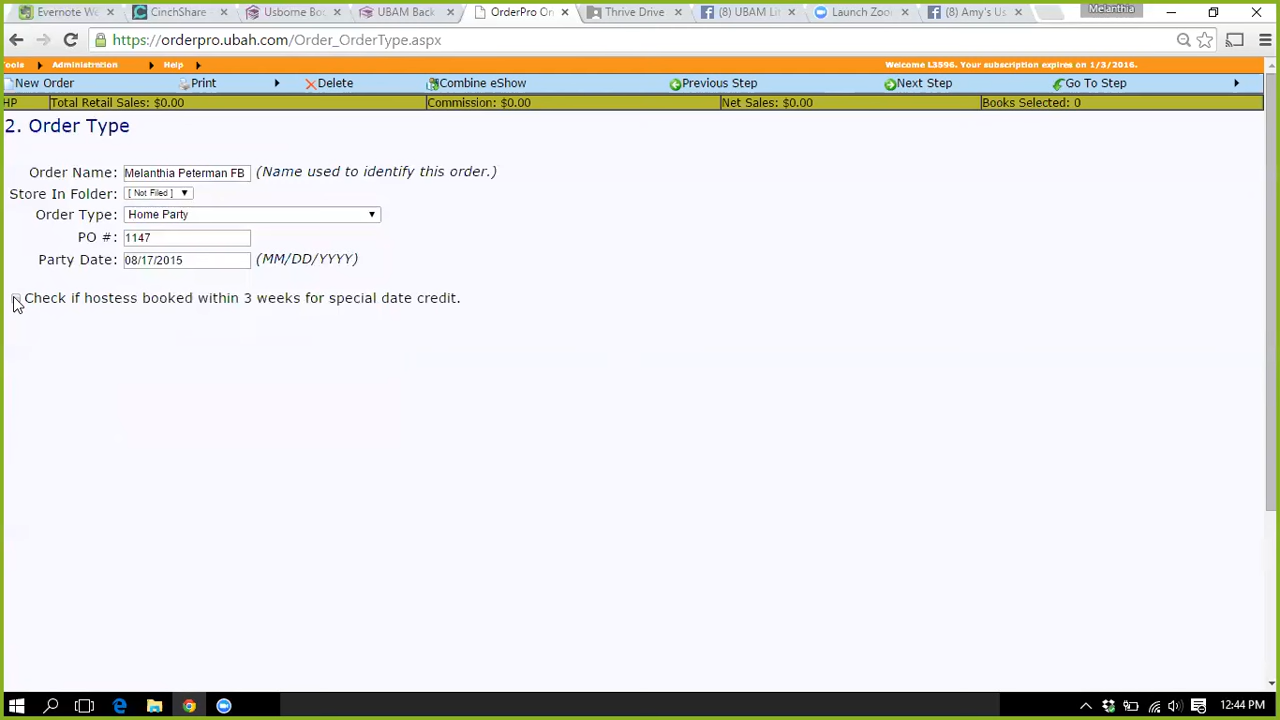 Evernote We
CinchShare
Usborne Boo
UBAM Back
OrderPro Or
Thrive Drive
(8) UBAM Li
Launch Zoo
(8) Amy's Us
Melanthia
https://orderpro.ubah.com/Order_OrderType.aspx
Tools Administration Help Welcome L3596. Your subscription expires on 1/3/2016.
New Order Print Delete Combine eShow Previous Step Next Step Go To Step
HP Total Retail Sales: $0.00 Commission: $0.00 Net Sales: $0.00 Books Selected: 0
2. Order Type
Order Name: Melanthia Peterman FB (Name used to identify this order.)
Store In Folder: [ Not Filed ]
Order Type: Home Party
PO #: 1147
Party Date: 08/17/2015 (MM/DD/YYYY)
Check if hostess booked within 3 weeks for special date credit.
12:44 PM